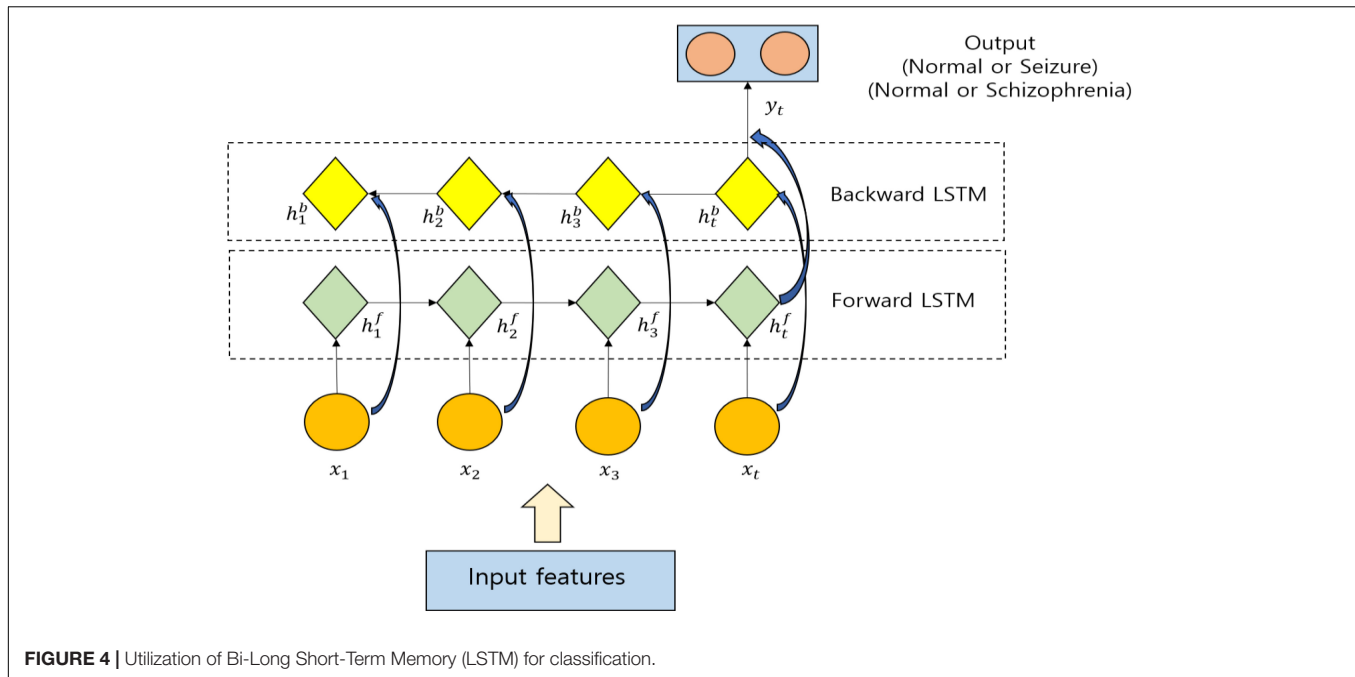 Output
(Normal or Seizure)
(Normal or Schizophrenia)
$y_t$
Backward LSTM
$h_1^b$ $h_2^b$ $h_3^b$ $h_t^b$
Forward LSTM
$h_1^f$ $h_2^f$ $h_3^f$ $h_t^f$
$x_1$ $x_2$ $x_3$ $x_t$
Input features
FIGURE 4 | Utilization of Bi-Long Short-Term Memory (LSTM) for classification.